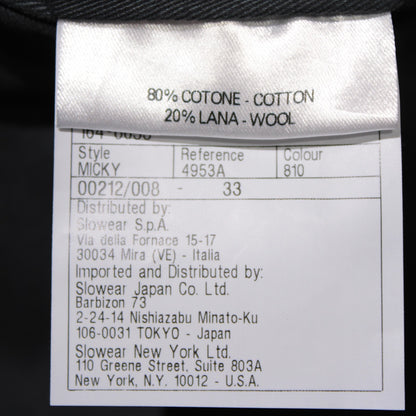 80% COTONE - COTTON
20% LANA - WOOL
Style Reference Colour
MICKY 4953A 810
00212/008 - 33
Distributed by:
Slowear S.p.A.
Via della Fornace 15-17
30034 Mira (VE) - Italia
Imported and Distributed by:
Slowear Japan Co. Ltd.
Barbizon 73
2-24-14 Nishiazabu Minato-Ku
106-0031 TOKYO - Japan
Slowear New York Ltd.
110 Greene Street, Suite 803A
New York, N.Y. 10012 - U.S.A.